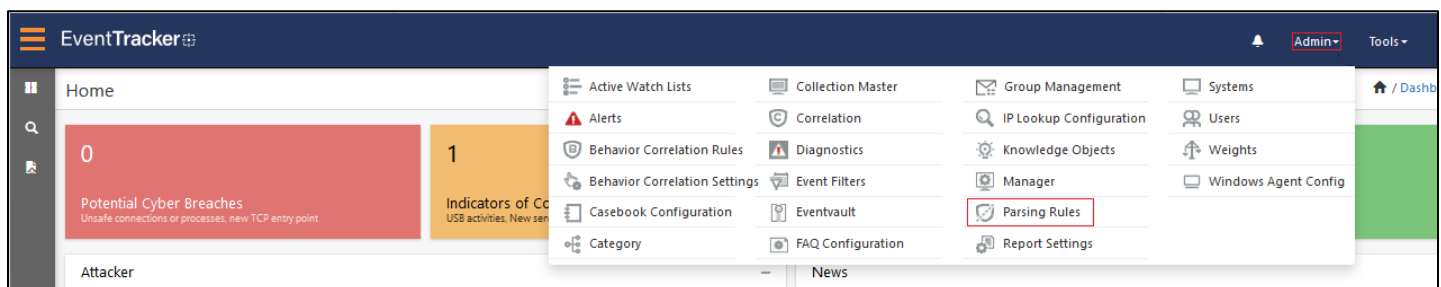 EventTracker
Admin
Tools
Home
Active Watch Lists
Collection Master
Group Management
Systems
/ Dashb
Alerts
Correlation
IP Lookup Configuration
Users
0
1
Behavior Correlation Rules
Diagnostics
Knowledge Objects
Weights
Behavior Correlation Settings
Event Filters
Manager
Windows Agent Config
Potential Cyber Breaches
Unsafe connections or processes, new TCP entry point
Indicators of Co
USB activities, New ser
Casebook Configuration
Eventvault
Parsing Rules
Category
FAQ Configuration
Report Settings
Attacker
News